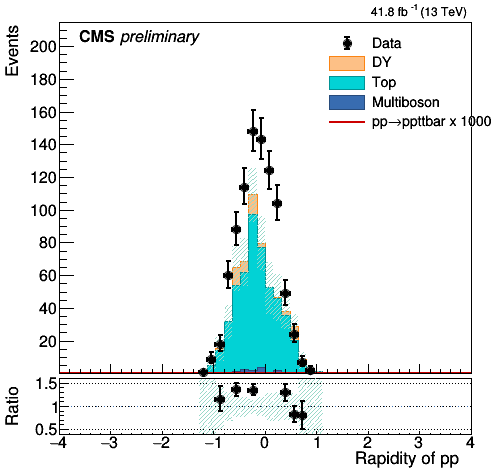 41.8 fb⁻¹ (13 TeV)
CMS preliminary
Events
Data
DY
Top
Multiboson
pp→ppttbar x 1000
200
180
160
140
120
100
80
60
40
20
Ratio
1.5
1
0.5
−4 −3 −2 −1 0 1 2 3 4
Rapidity of pp